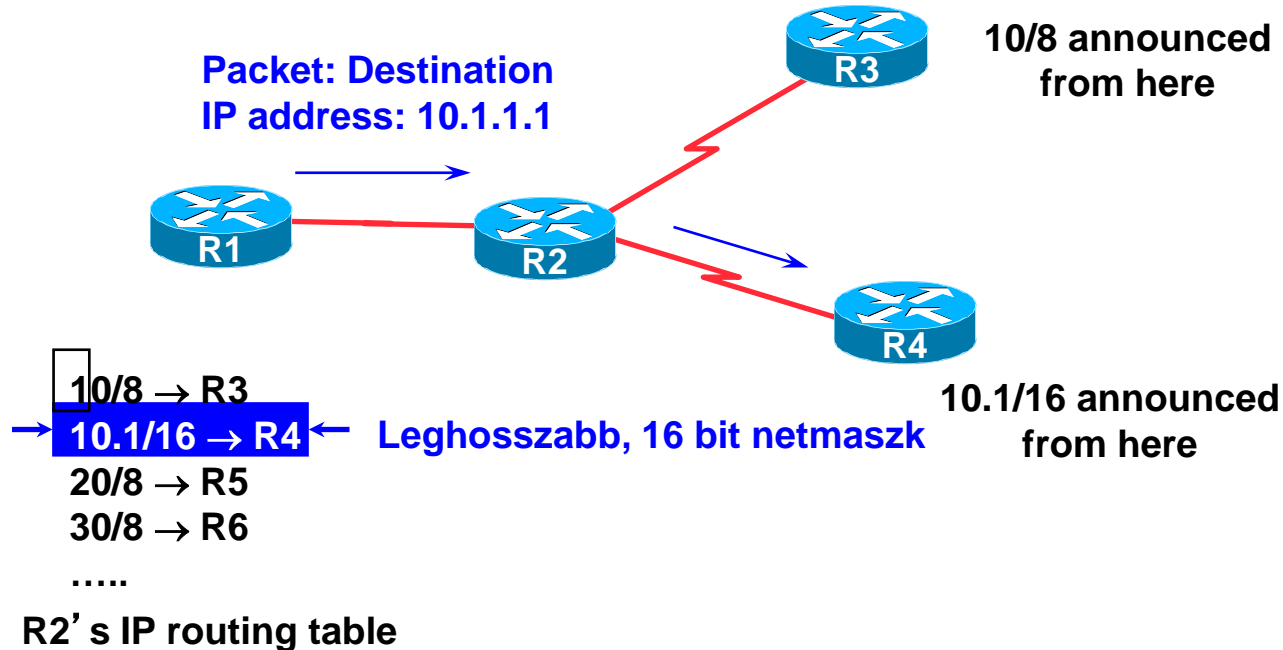 Packet: Destination
IP address: 10.1.1.1
R3
10/8 announced
from here
R1
R2
R4
10.1/16 announced
from here
10/8 → R3
10.1/16 → R4
Leghosszabb, 16 bit netmaszk
20/8 → R5
30/8 → R6
…..
R2’s IP routing table